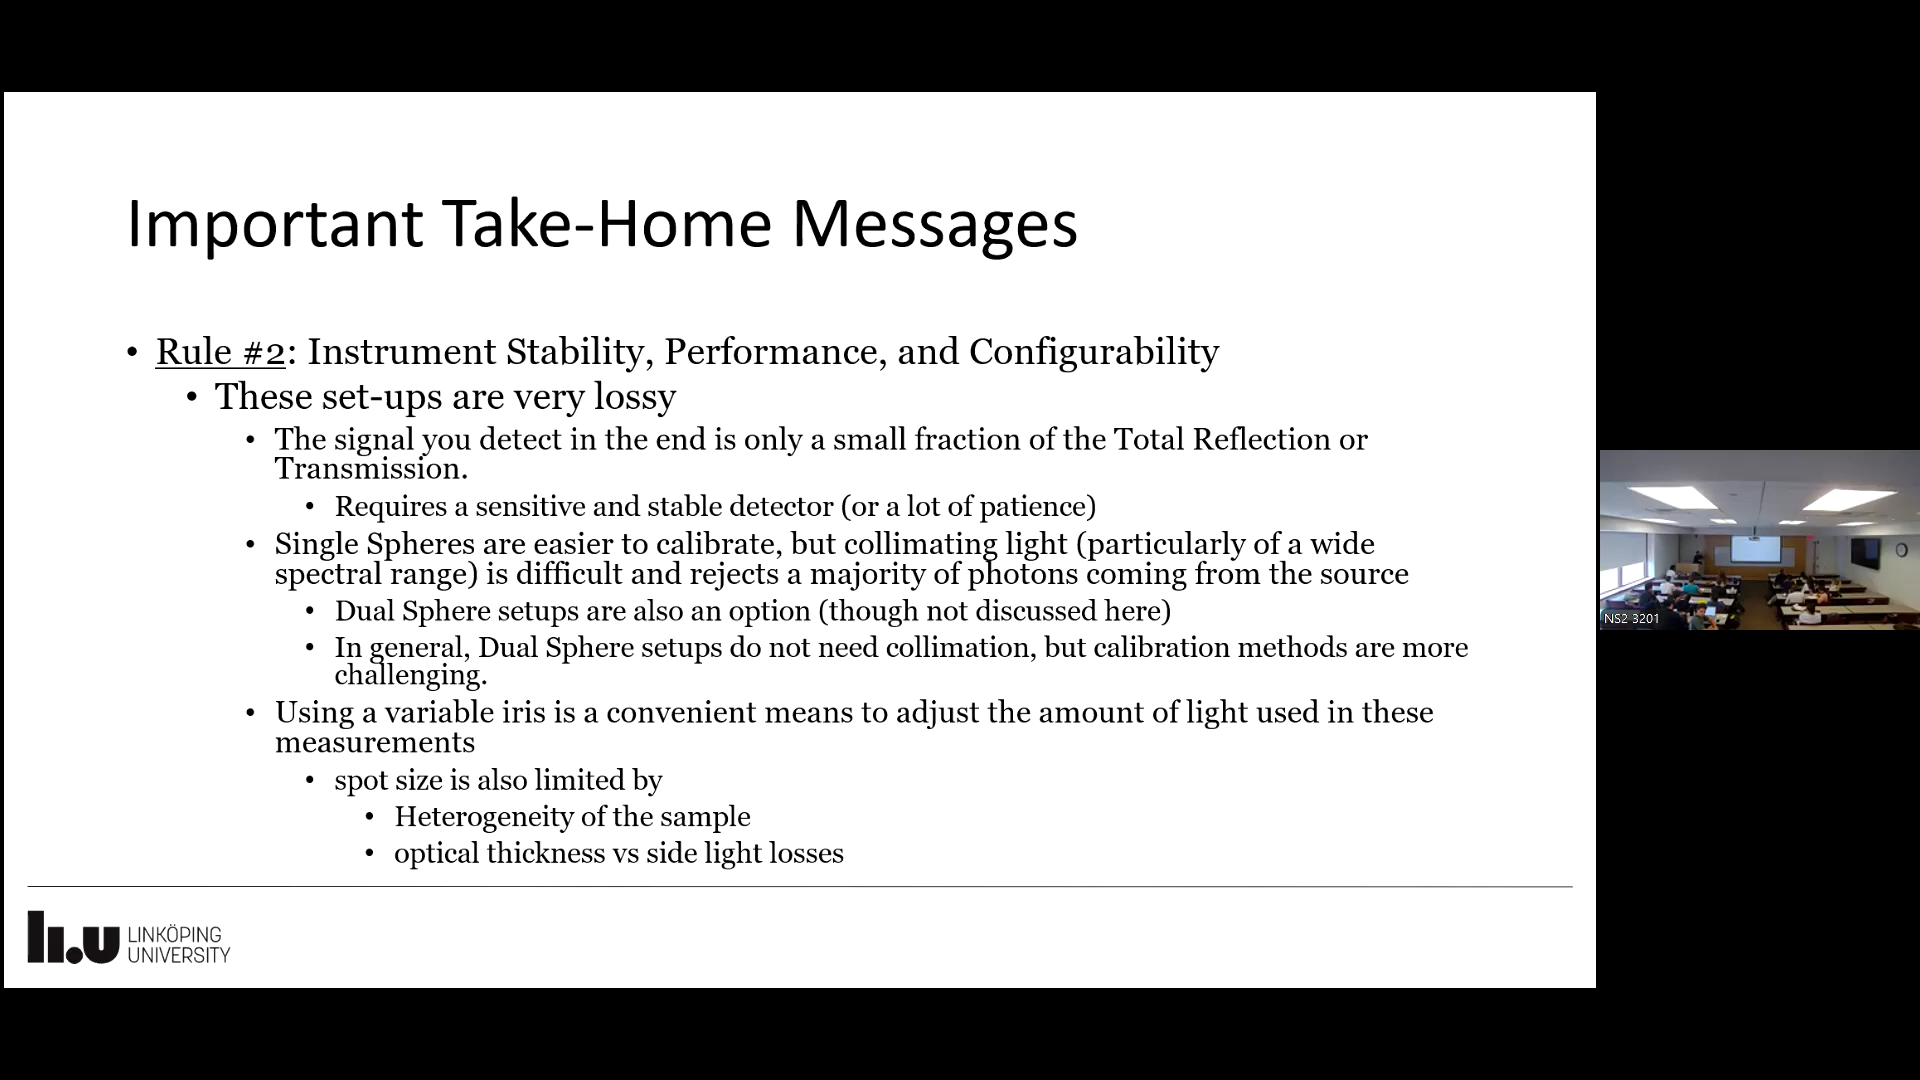 Important Take-Home Messages
• Rule #2: Instrument Stability, Performance, and Configurability
• These set-ups are very lossy
• The signal you detect in the end is only a small fraction of the Total Reflection or
Transmission.
• Requires a sensitive and stable detector (or a lot of patience)
• Single Spheres are easier to calibrate, but collimating light (particularly of a wide
spectral range) is difficult and rejects a majority of photons coming from the source
• Dual Sphere setups are also an option (though not discussed here)
• In general, Dual Sphere setups do not need collimation, but calibration methods are more
challenging.
• Using a variable iris is a convenient means to adjust the amount of light used in these
measurements
• spot size is also limited by
• Heterogeneity of the sample
• optical thickness vs side light losses
li.u LINKÖPING
UNIVERSITY
NS2 3201